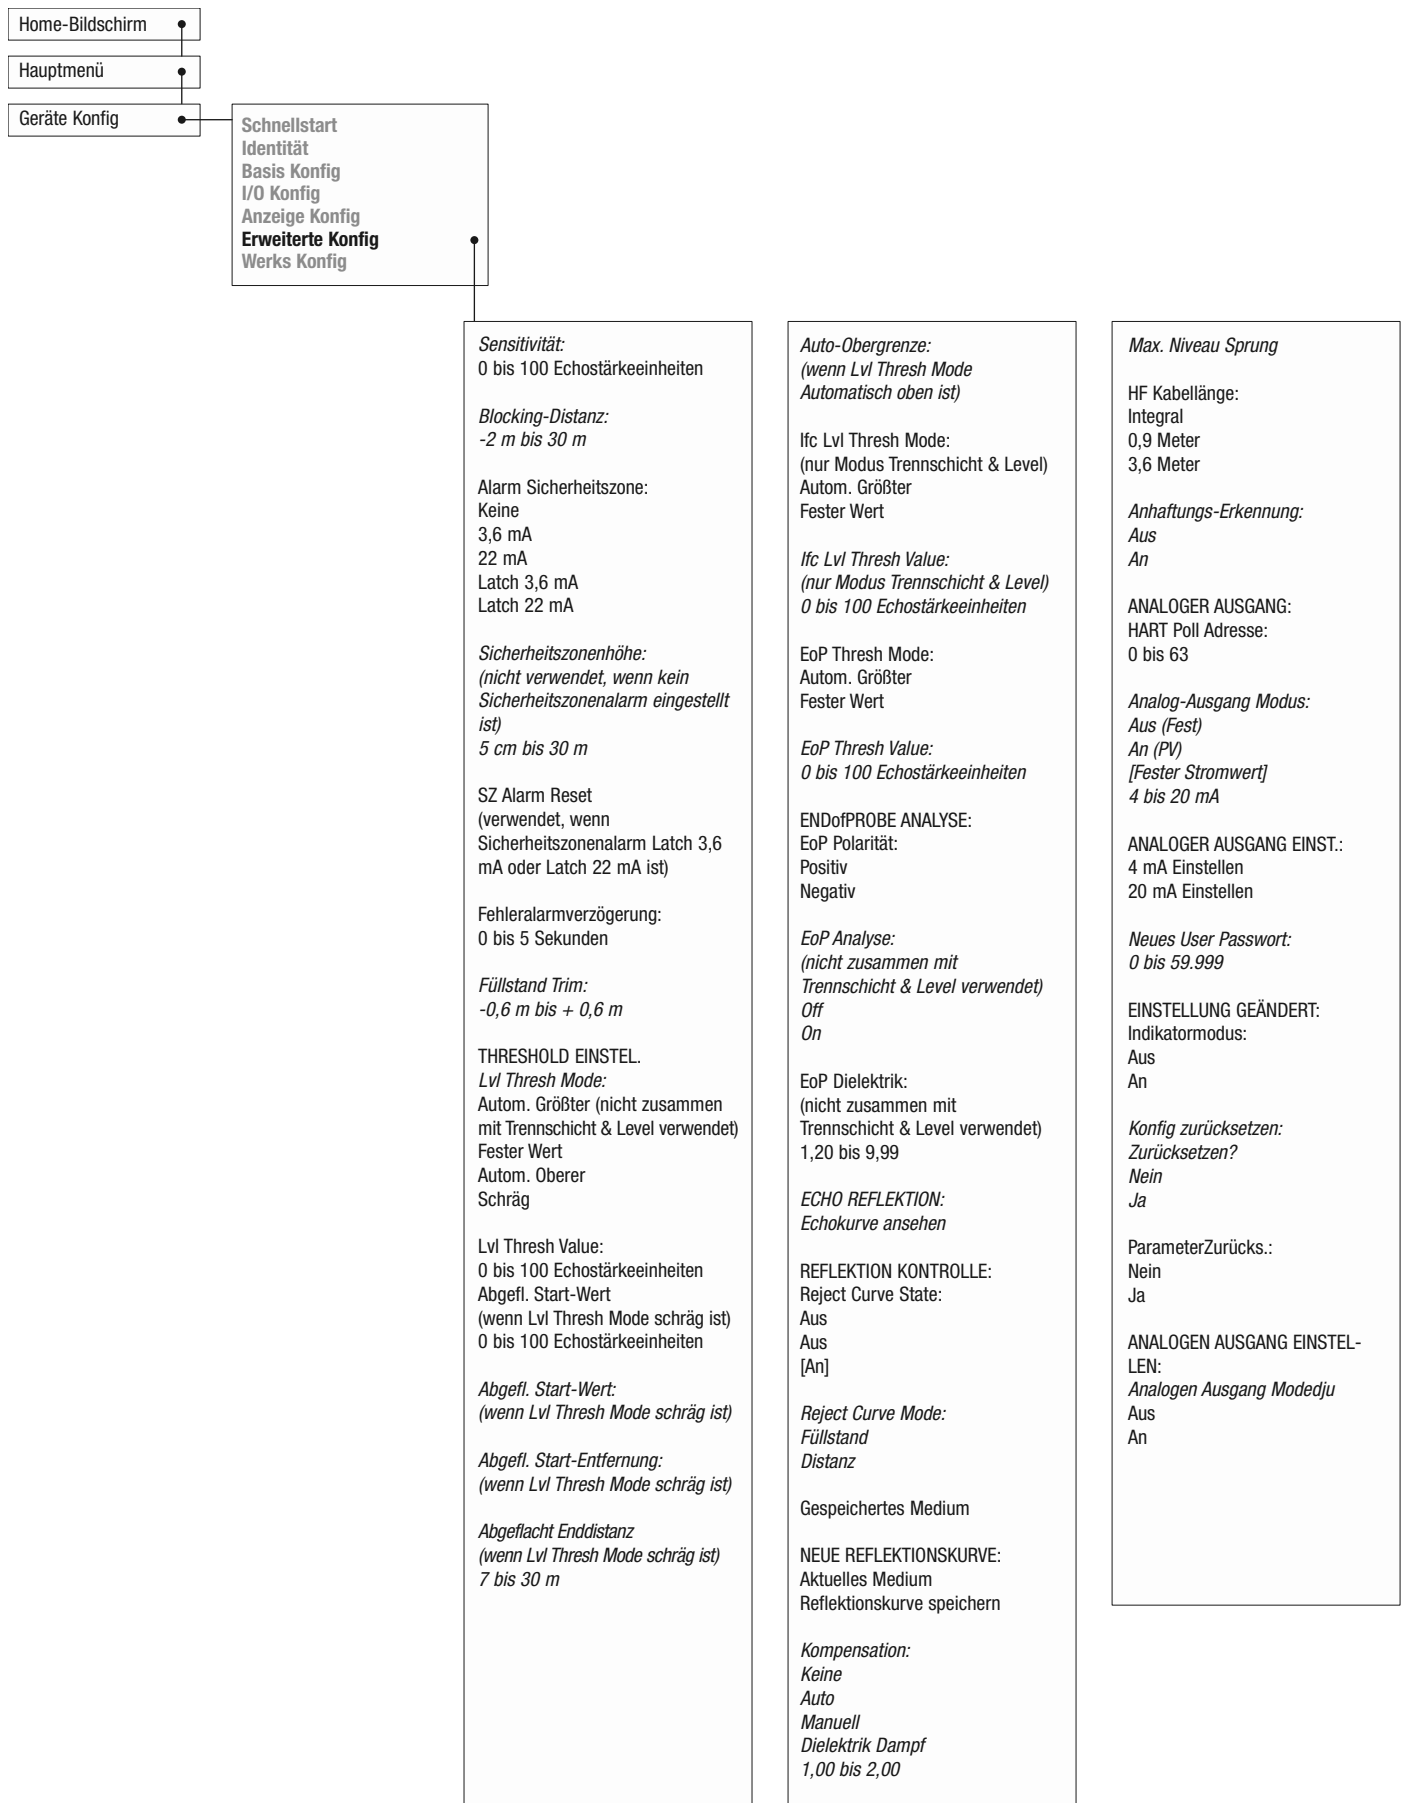 Home-Bildschirm
Hauptmenü
Geräte Konfig
Schnellstart
Identität
Basis Konfig
I/O Konfig
Anzeige Konfig
Erweiterte Konfig
Werks Konfig
Sensitivität:
0 bis 100 Echostärkeeinheiten
Blocking-Distanz:
-2 m bis 30 m
Alarm Sicherheitszone:
Keine
3,6 mA
22 mA
Latch 3,6 mA
Latch 22 mA
Sicherheitszonenhöhe:
(nicht verwendet, wenn kein
Sicherheitszonenalarm eingestellt
ist)
5 cm bis 30 m
SZ Alarm Reset
(verwendet, wenn
Sicherheitszonenalarm Latch 3,6
mA oder Latch 22 mA ist)
Fehleralarmverzögerung:
0 bis 5 Sekunden
Füllstand Trim:
-0,6 m bis + 0,6 m
THRESHOLD EINSTEL.
Lvl Thresh Mode:
Autom. Größter (nicht zusammen
mit Trennschicht & Level verwendet)
Fester Wert
Autom. Oberer
Schräg
Lvl Thresh Value:
0 bis 100 Echostärkeeinheiten
Abgefl. Start-Wert
(wenn Lvl Thresh Mode schräg ist)
0 bis 100 Echostärkeeinheiten
Abgefl. Start-Wert:
(wenn Lvl Thresh Mode schräg ist)
Abgefl. Start-Entfernung:
(wenn Lvl Thresh Mode schräg ist)
Abgeflacht Enddistanz
(wenn Lvl Thresh Mode schräg ist)
7 bis 30 m
Auto-Obergrenze:
(wenn Lvl Thresh Mode
Automatisch oben ist)
Ifc Lvl Thresh Mode:
(nur Modus Trennschicht & Level)
Autom. Größter
Fester Wert
Ifc Lvl Thresh Value:
(nur Modus Trennschicht & Level)
0 bis 100 Echostärkeeinheiten
EoP Thresh Mode:
Autom. Größter
Fester Wert
EoP Thresh Value:
0 bis 100 Echostärkeeinheiten
ENDofPROBE ANALYSE:
EoP Polarität:
Positiv
Negativ
EoP Analyse:
(nicht zusammen mit
Trennschicht & Level verwendet)
Off
On
EoP Dielektrik:
(nicht zusammen mit
Trennschicht & Level verwendet)
1,20 bis 9,99
ECHO REFLEKTION:
Echokurve ansehen
REFLEKTION KONTROLLE:
Reject Curve State:
Aus
Aus
[An]
Reject Curve Mode:
Füllstand
Distanz
Gespeichertes Medium
NEUE REFLEKTIONSKURVE:
Aktuelles Medium
Reflektionskurve speichern
Kompensation:
Keine
Auto
Manuell
Dielektrik Dampf
1,00 bis 2,00
Max. Niveau Sprung
HF Kabellänge:
Integral
0,9 Meter
3,6 Meter
Anhaftungs-Erkennung:
Aus
An
ANALOGER AUSGANG:
HART Poll Adresse:
0 bis 63
Analog-Ausgang Modus:
Aus (Fest)
An (PV)
[Fester Stromwert]
4 bis 20 mA
ANALOGER AUSGANG EINST.:
4 mA Einstellen
20 mA Einstellen
Neues User Passwort:
0 bis 59.999
EINSTELLUNG GEÄNDERT:
Indikatormodus:
Aus
An
Konfig zurücksetzen:
Zurücksetzen?
Nein
Ja
ParameterZurücks.:
Nein
Ja
ANALOGEN AUSGANG EINSTEL-
LEN:
Analogen Ausgang Modedju
Aus
An